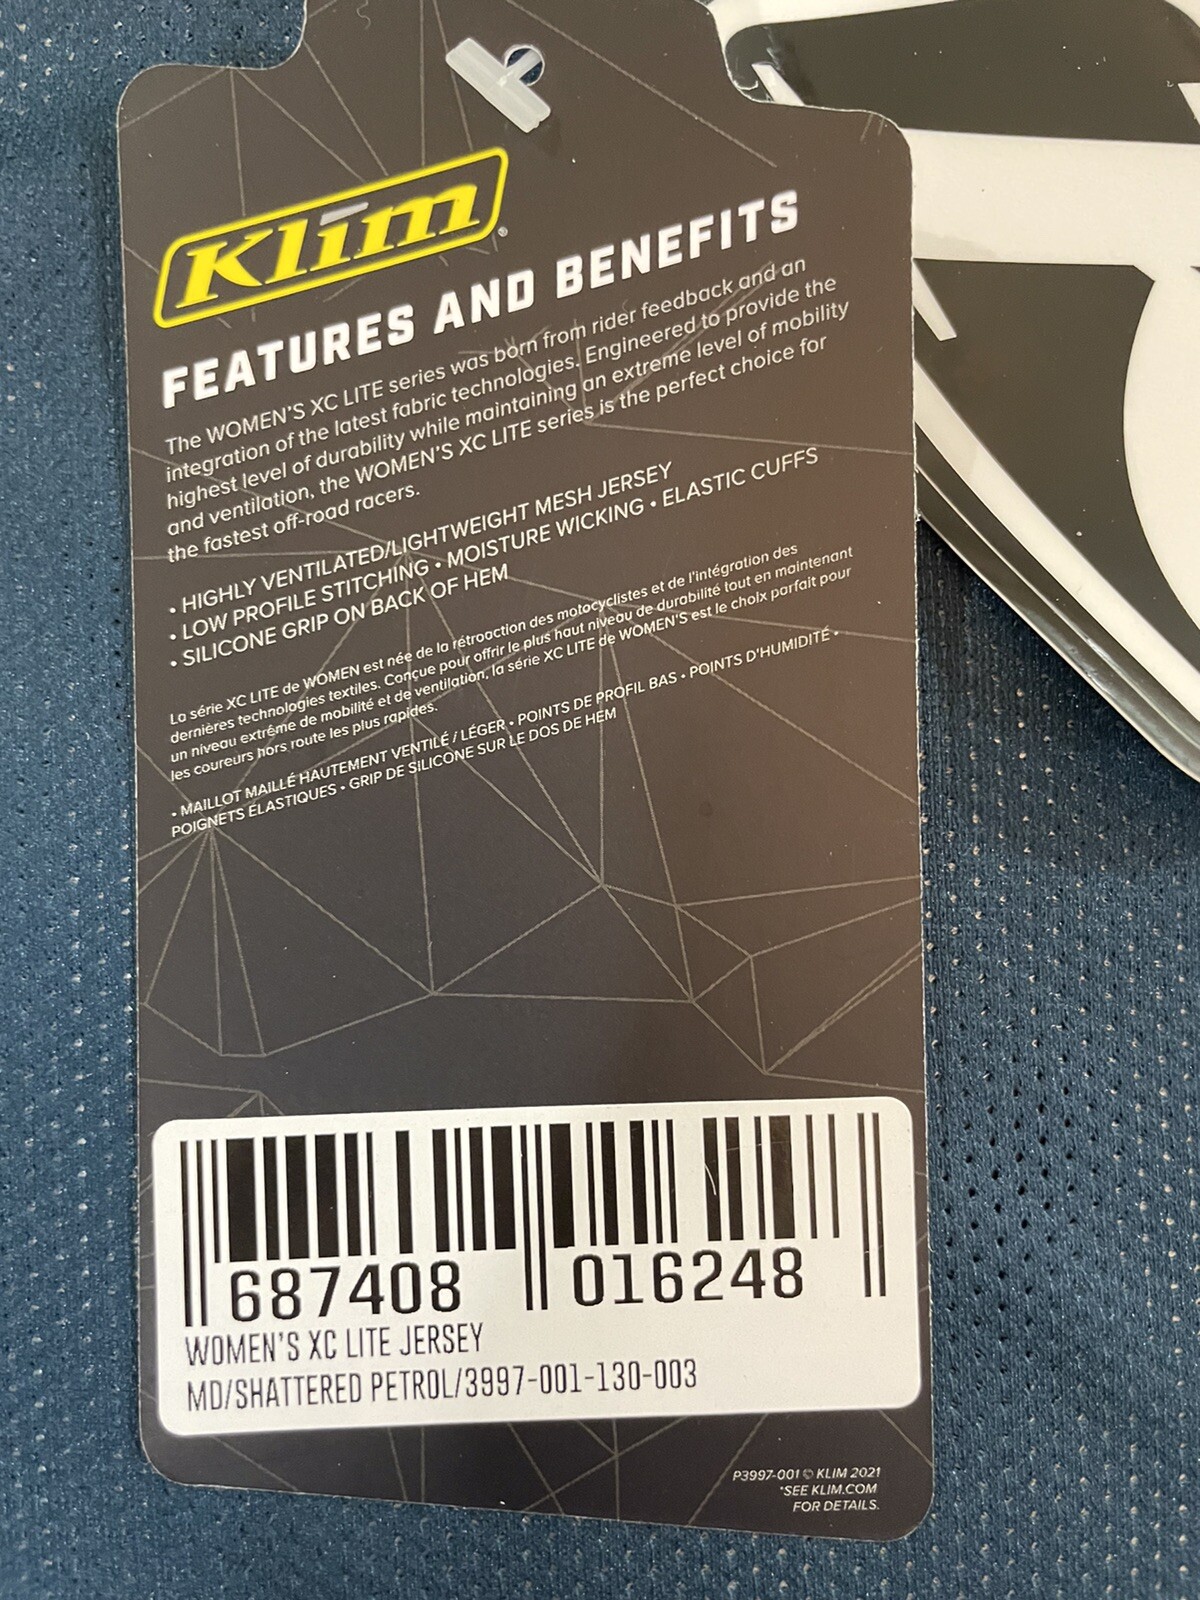 Klim®
FEATURES AND BENEFITS
The WOMEN'S XC LITE series was born from rider feedback and an
integration of the latest fabric technologies. Engineered to provide the
highest level of durability while maintaining an extreme level of mobility
and ventilation, the WOMEN'S XC LITE series is the perfect choice for
the fastest off-road racers.
• HIGHLY VENTILATED/LIGHTWEIGHT MESH JERSEY
• LOW PROFILE STITCHING • MOISTURE WICKING • ELASTIC CUFFS
• SILICONE GRIP ON BACK OF HEM
La série XC LITE de WOMEN est née de la rétroaction des motocyclistes et de l'intégration des
dernières technologies textiles. Conçue pour offrir le plus haut niveau de durabilité tout en maintenant
un niveau extrême de mobilité et de ventilation, la série XC LITE de WOMEN'S est le choix parfait pour
les coureurs hors route les plus rapides.
• MAILLOT MAILLÉ HAUTEMENT VENTILÉ / LÉGER • POINTS DE PROFIL BAS • POINTS D'HUMIDITÉ •
POIGNETS ÉLASTIQUES • GRIP DE SILICONE SUR LE DOS DE HEM
687408 016248
WOMEN'S XC LITE JERSEY
MD/SHATTERED PETROL/3997-001-130-003
P3997-001 © KLIM 2021
*SEE KLIM.COM
FOR DETAILS.